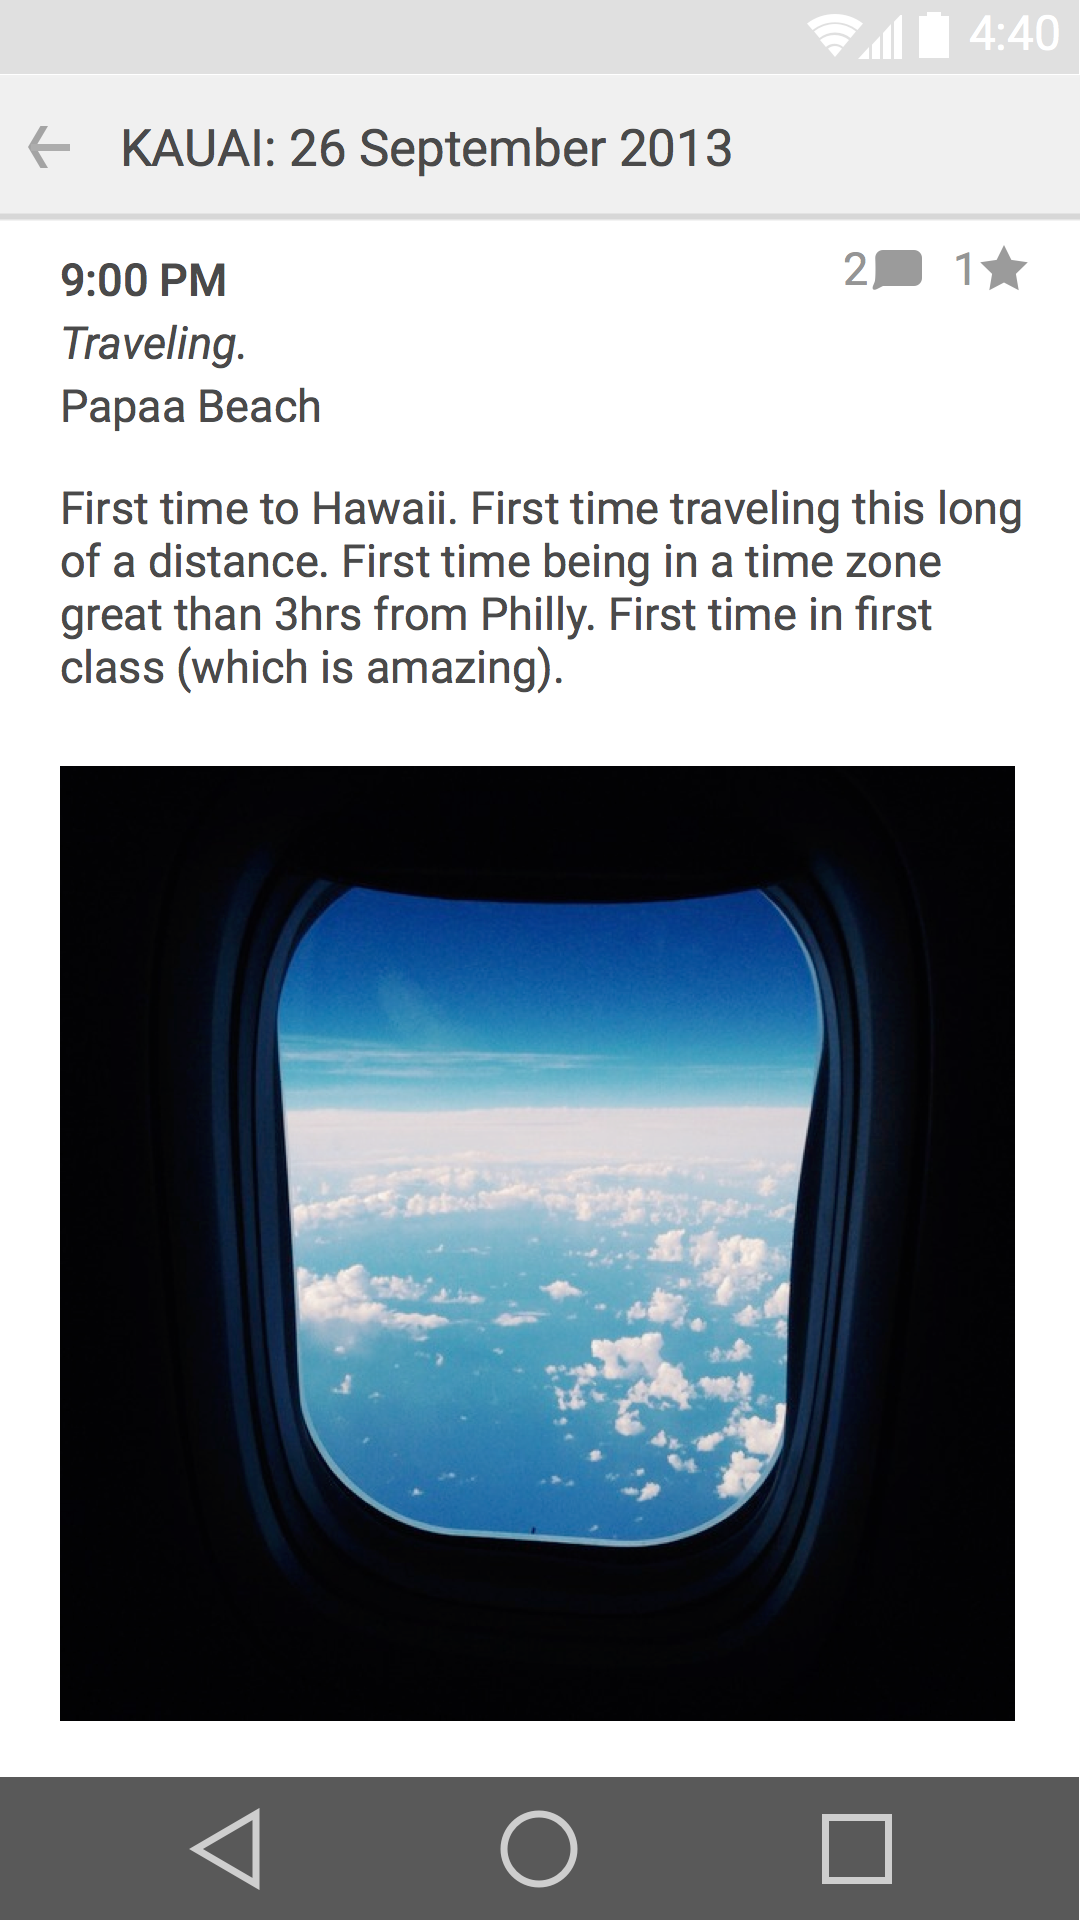 4:40
KAUAI: 26 September 2013
2 1
9:00 PM
Traveling.
Papaa Beach
First time to Hawaii. First time traveling this long
of a distance. First time being in a time zone
great than 3hrs from Philly. First time in first
class (which is amazing).